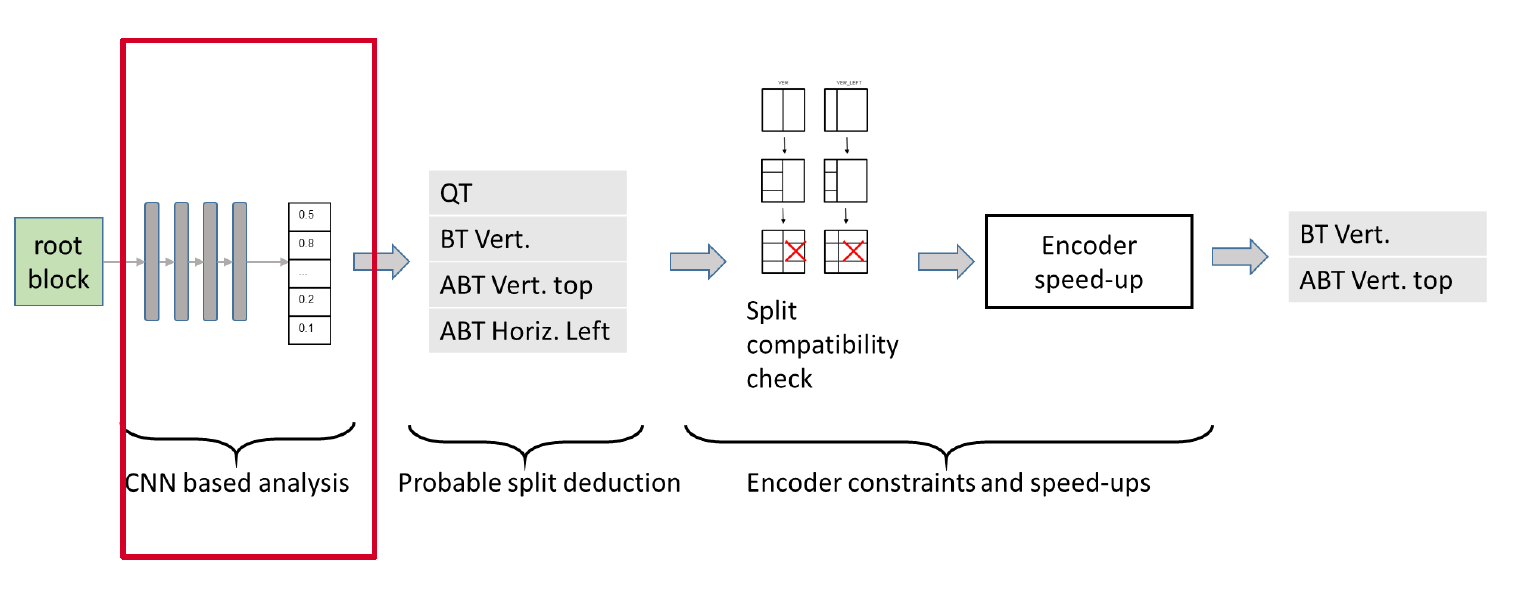 root
block
0.5
0.8
...
0.2
0.1
CNN based analysis
QT
BT Vert.
ABT Vert. top
ABT Horiz. Left
Probable split deduction
VER
VER_LEFT
Split
compatibility
check
Encoder
speed-up
Encoder constraints and speed-ups
BT Vert.
ABT Vert. top